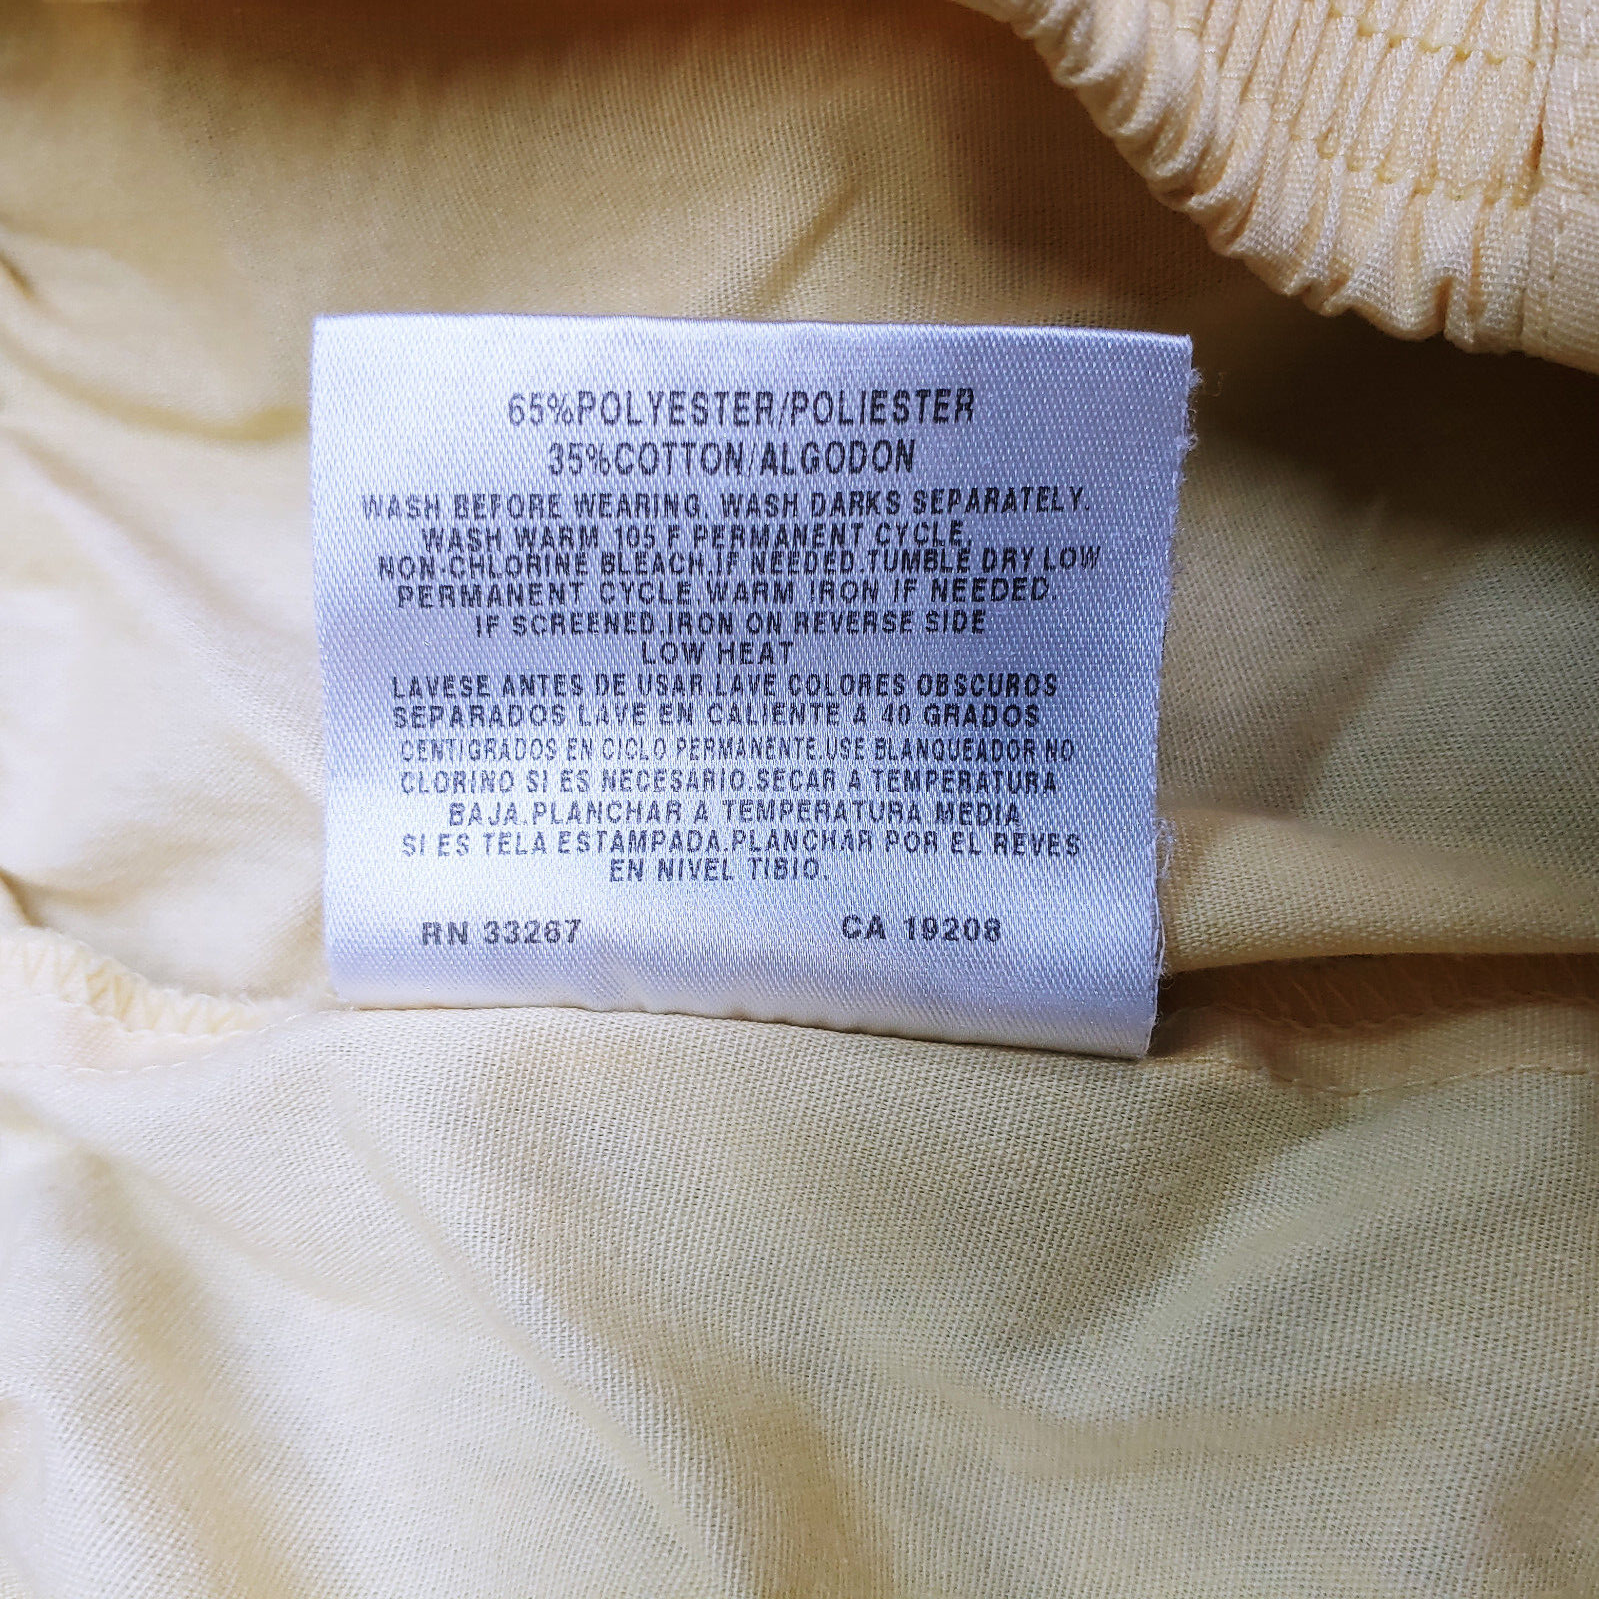 65%POLYESTER/POLIESTER
35%COTTON/ALGODON
WASH BEFORE WEARING. WASH DARKS SEPARATELY.
WASH WARM 105 F PERMANENT CYCLE.
NON-CHLORINE BLEACH.IF NEEDED.TUMBLE DRY LOW
PERMANENT CYCLE.WARM IRON IF NEEDED.
IF SCREENED,IRON ON REVERSE SIDE
LOW HEAT
LAVESE ANTES DE USAR.LAVE COLORES OBSCUROS
SEPARADOS LAVE EN CALIENTE A 40 GRADOS
CENTIGRADOS EN CICLO PERMANENTE.USE BLANQUEADOR NO
CLORINO SI ES NECESARIO.SECAR A TEMPERATURA
BAJA.PLANCHAR A TEMPERATURA MEDIA
SI ES TELA ESTAMPADA.PLANCHAR POR EL REVES
EN NIVEL TIBIO.
RN 33267 CA 19208